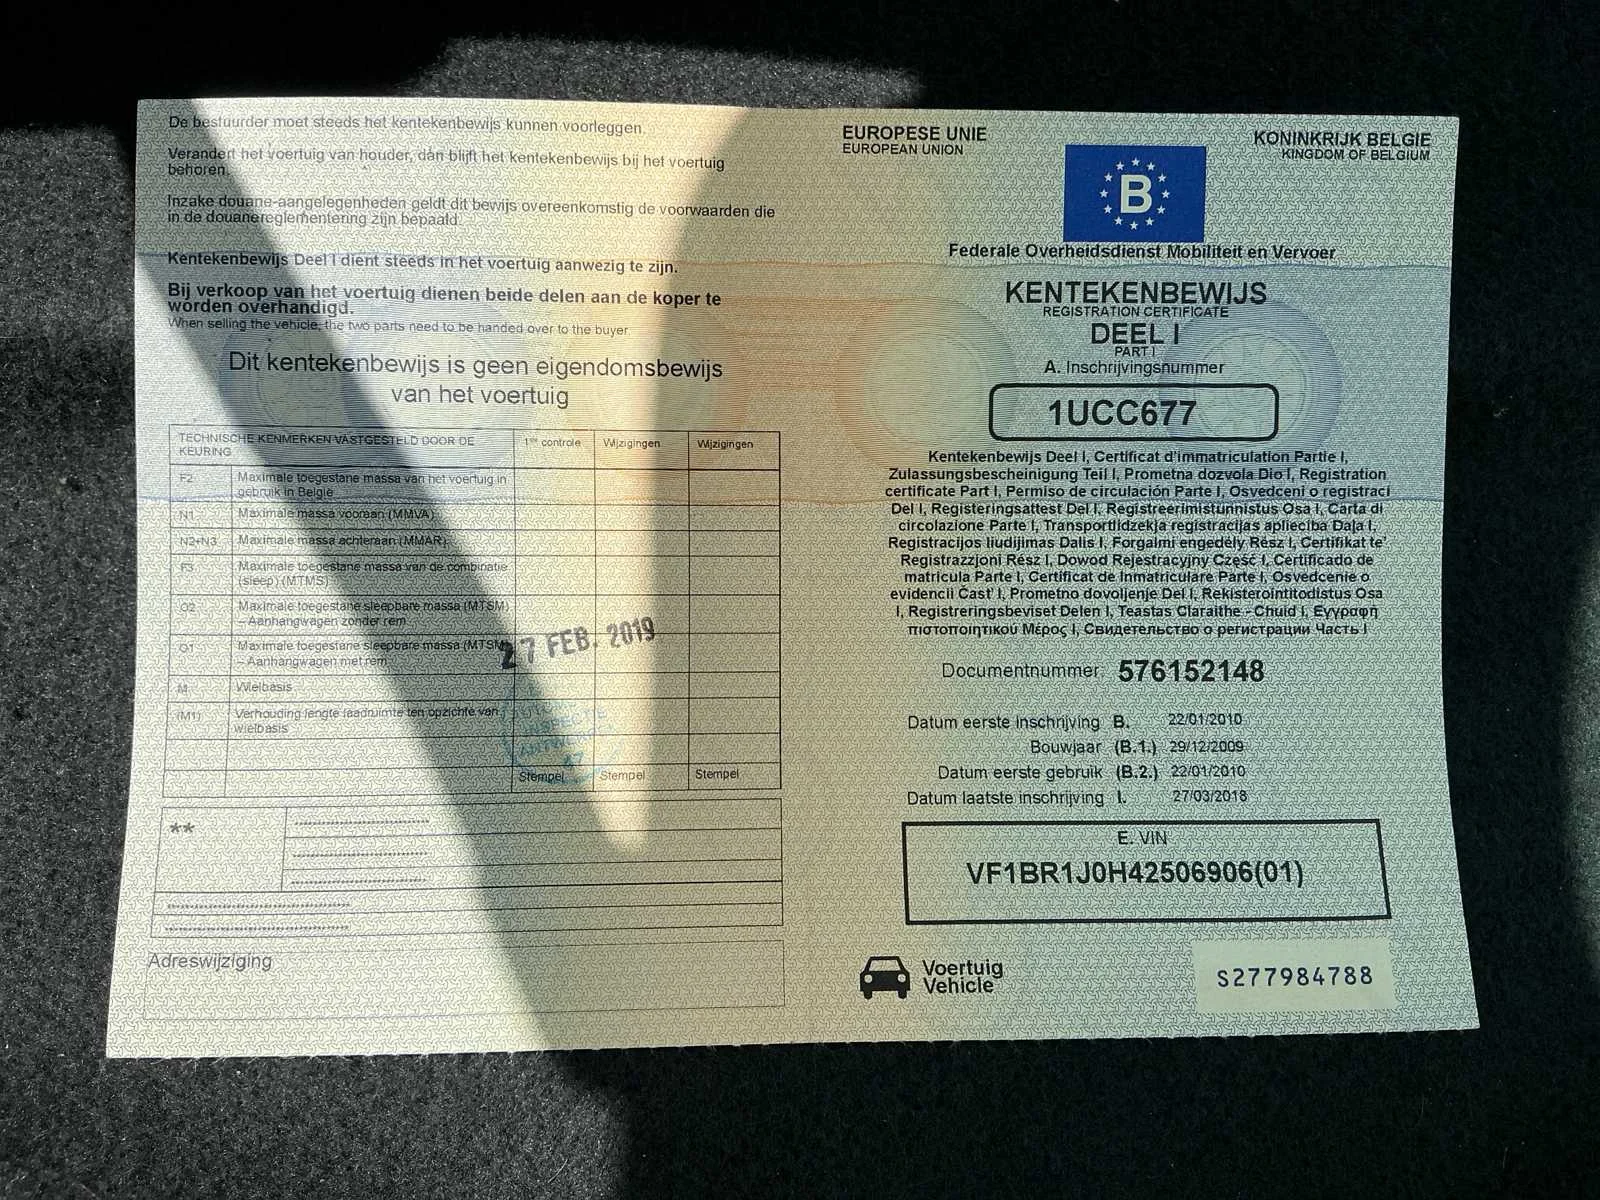 De bestuurder moet steeds het kentekenbewijs kunnen voorleggen.
Verandert het voertuig van houder, dan blijft het kentekenbewijs bij het voertuig
behoren.
Inzake douane-aangelegenheden geldt dit bewijs overeenkomstig de voorwaarden die
in de douanereglementering zijn bepaald.
Kentekenbewijs Deel I dient steeds in het voertuig aanwezig te zijn.
Bij verkoop van het voertuig dienen beide delen aan de koper te
worden overhandigd.
When selling the vehicle, the two parts need to be handed over to the buyer.
Dit kentekenbewijs is geen eigendomsbewijs
van het voertuig
TECHNISCHE KENMERKEN VASTGESTELD DOOR DE
KEURING
1ste controle
Wijzigingen
Wijzigingen
F2 Maximale toegestane massa van het voertuig in
gebruik in België
N1 Maximale massa vooraan (MMVA)
N2+N3 Maximale massa achteraan (MMAR)
F3 Maximale toegestane massa van de combinatie
(sleep) (MTMS)
O2 Maximale toegestane sleepbare massa (MTSM)
– Aanhangwagen zonder rem
O1 Maximale toegestane sleepbare massa (MTSM)
– Aanhangwagen met rem
27 FEB. 2019
M Wielbasis
(M1) Verhouding lengte laadruimte ten opzichte van
wielbasis
INSPECTIE
ANTWERPEN
47
Stempel Stempel Stempel
**
Adreswijziging
EUROPESE UNIE
EUROPEAN UNION
KONINKRIJK BELGIE
KINGDOM OF BELGIUM
B
Federale Overheidsdienst Mobiliteit en Vervoer
KENTEKENBEWIJS
REGISTRATION CERTIFICATE
DEEL I
PART I
A. Inschrijvingsnummer
1UCC677
Kentekenbewijs Deel I, Certificat d'immatriculation Partie I,
Zulassungsbescheinigung Teil I, Prometna dozvola Dio I, Registration
certificate Part I, Permiso de circulación Parte I, Osvedceni o registraci
Del I, Registeringsattest Del I, Registreerimistunnistus Osa I, Carta di
circolazione Parte I, Transportlidzekja registracijas aplieciba Daļa I,
Registracijos liudijimas Dalis I, Forgalmi engedély Rész I, Certifikat te'
Registrazzjoni Rész I, Dowod Rejestracyjny Część I, Certificado de
matricula Parte I, Certificat de Inmatriculare Parte I, Osvedcenie o
evidencii Časť I, Prometno dovoljenje Del I, Rekisterointitodistus Osa
I, Registreringsbeviset Delen I, Teastas Claraithe - Chuid I, Εγγραφή
πιστοποιητικού Μέρος I, Свидетельство о регистрации Часть I
Documentnummer: 576152148
Datum eerste inschrijving B. 22/01/2010
Bouwjaar (B.1.) 29/12/2009
Datum eerste gebruik (B.2.) 22/01/2010
Datum laatste inschrijving I. 27/03/2018
E. VIN
VF1BR1J0H42506906(01)
Voertuig
Vehicle
S277984788